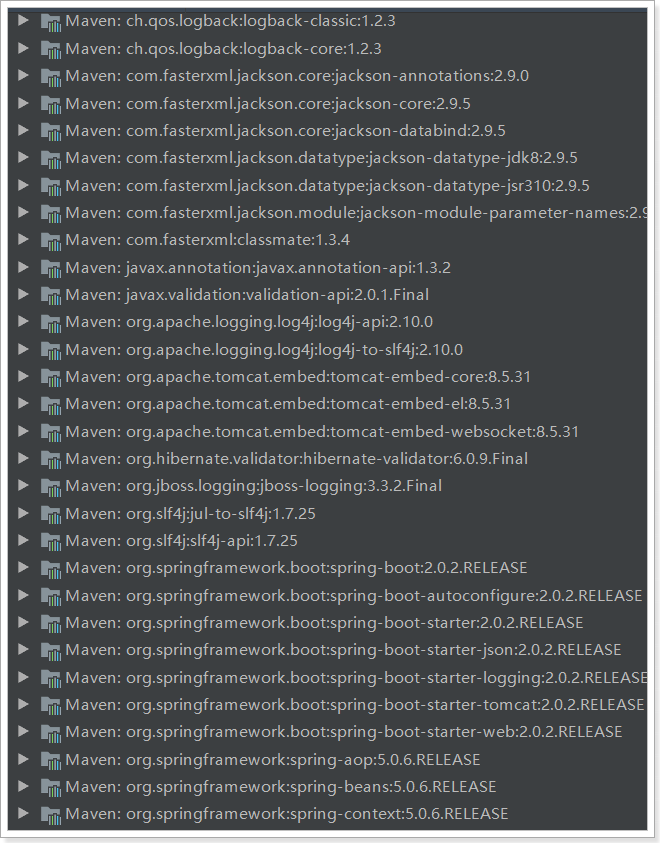 Maven: ch.qos.logback:logback-classic:1.2.3
Maven: ch.qos.logback:logback-core:1.2.3
Maven: com.fasterxml.jackson.core:jackson-annotations:2.9.0
Maven: com.fasterxml.jackson.core:jackson-core:2.9.5
Maven: com.fasterxml.jackson.core:jackson-databind:2.9.5
Maven: com.fasterxml.jackson.datatype:jackson-datatype-jdk8:2.9.5
Maven: com.fasterxml.jackson.datatype:jackson-datatype-jsr310:2.9.5
Maven: com.fasterxml.jackson.module:jackson-module-parameter-names:2.9
Maven: com.fasterxml:classmate:1.3.4
Maven: javax.annotation:javax.annotation-api:1.3.2
Maven: javax.validation:validation-api:2.0.1.Final
Maven: org.apache.logging.log4j:log4j-api:2.10.0
Maven: org.apache.logging.log4j:log4j-to-slf4j:2.10.0
Maven: org.apache.tomcat.embed:tomcat-embed-core:8.5.31
Maven: org.apache.tomcat.embed:tomcat-embed-el:8.5.31
Maven: org.apache.tomcat.embed:tomcat-embed-websocket:8.5.31
Maven: org.hibernate.validator:hibernate-validator:6.0.9.Final
Maven: org.jboss.logging:jboss-logging:3.3.2.Final
Maven: org.slf4j:jul-to-slf4j:1.7.25
Maven: org.slf4j:slf4j-api:1.7.25
Maven: org.springframework.boot:spring-boot:2.0.2.RELEASE
Maven: org.springframework.boot:spring-boot-autoconfigure:2.0.2.RELEASE
Maven: org.springframework.boot:spring-boot-starter:2.0.2.RELEASE
Maven: org.springframework.boot:spring-boot-starter-json:2.0.2.RELEASE
Maven: org.springframework.boot:spring-boot-starter-logging:2.0.2.RELEASE
Maven: org.springframework.boot:spring-boot-starter-tomcat:2.0.2.RELEASE
Maven: org.springframework.boot:spring-boot-starter-web:2.0.2.RELEASE
Maven: org.springframework:spring-aop:5.0.6.RELEASE
Maven: org.springframework:spring-beans:5.0.6.RELEASE
Maven: org.springframework:spring-context:5.0.6.RELEASE